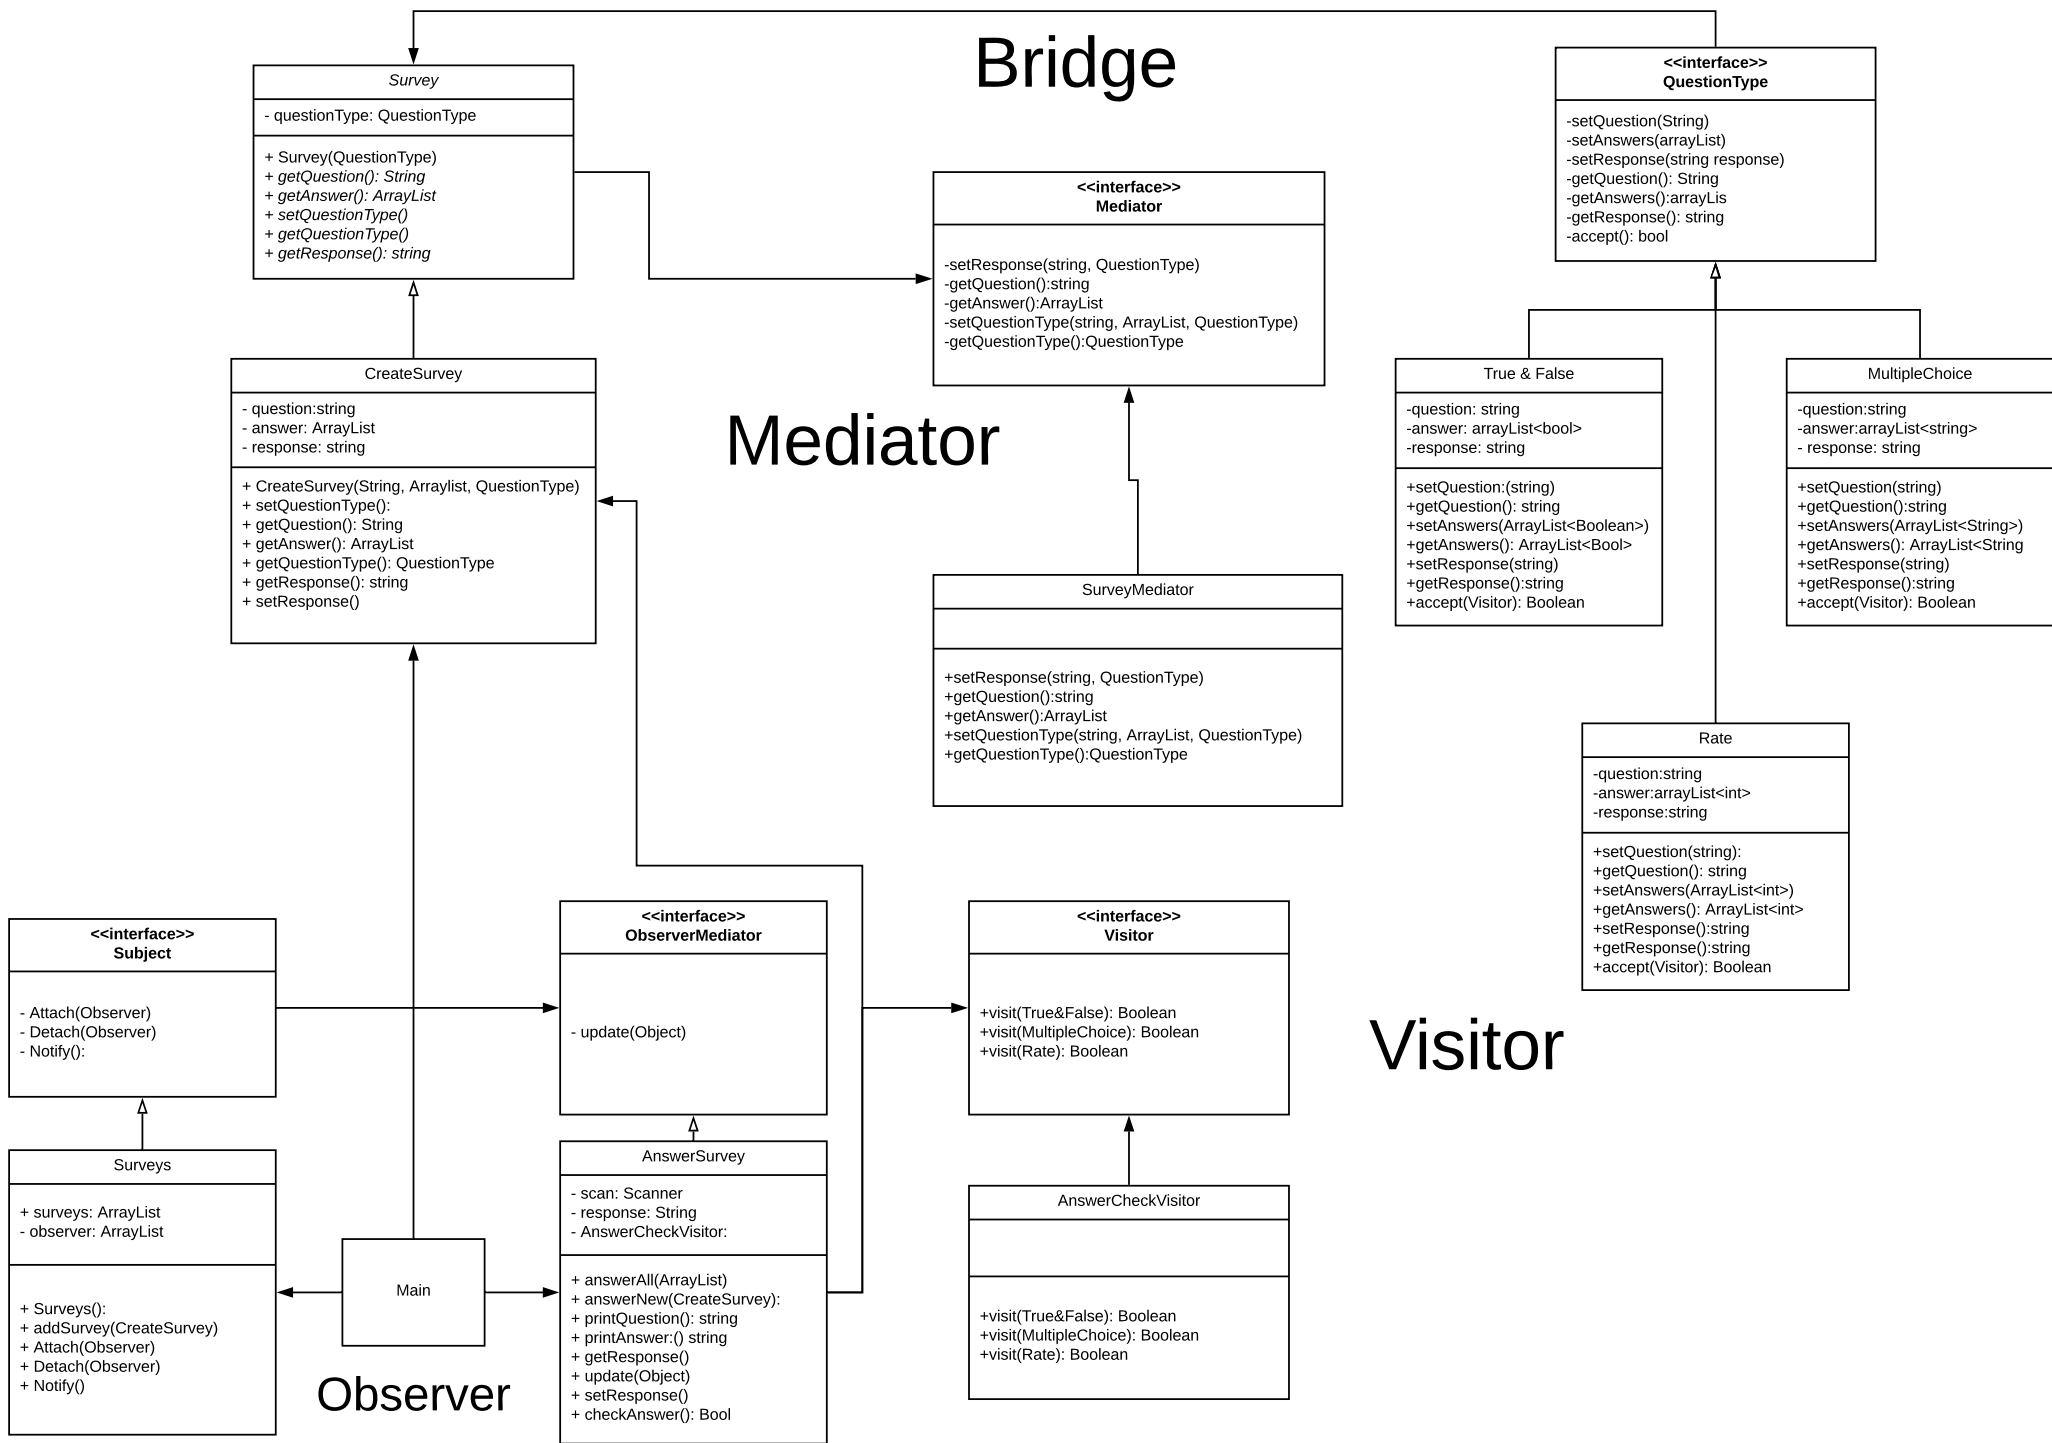 Bridge
Survey
- questionType: QuestionType
+ Survey(QuestionType)
+ getQuestion(): String
+ getAnswer(): ArrayList
+ setQuestionType()
+ getQuestionType()
+ getResponse(): string
<<interface>>
QuestionType
-setQuestion(String)
-setAnswers(arrayList)
-setResponse(string response)
-getQuestion(): String
-getAnswers():arrayLis
-getResponse(): string
-accept(): bool
<<interface>>
Mediator
-setResponse(string, QuestionType)
-getQuestion():string
-getAnswer():ArrayList
-setQuestionType(string, ArrayList, QuestionType)
-getQuestionType():QuestionType
CreateSurvey
- question:string
- answer: ArrayList
- response: string
+ CreateSurvey(String, Arraylist, QuestionType)
+ setQuestionType():
+ getQuestion(): String
+ getAnswer(): ArrayList
+ getQuestionType(): QuestionType
+ getResponse(): string
+ setResponse()
Mediator
True & False
-question: string
-answer: arrayList<bool>
-response: string
+setQuestion:(string)
+getQuestion(): string
+setAnswers(ArrayList<Boolean>)
+getAnswers(): ArrayList<Bool>
+setResponse(string)
+getResponse():string
+accept(Visitor): Boolean
MultipleChoice
-question:string
-answer:arrayList<string>
- response: string
+setQuestion(string)
+getQuestion():string
+setAnswers(ArrayList<String>)
+getAnswers(): ArrayList<String
+setResponse(string)
+getResponse():string
+accept(Visitor): Boolean
SurveyMediator
+setResponse(string, QuestionType)
+getQuestion():string
+getAnswer():ArrayList
+setQuestionType(string, ArrayList, QuestionType)
+getQuestionType():QuestionType
Rate
-question:string
-answer:arrayList<int>
-response:string
+setQuestion(string):
+getQuestion(): string
+setAnswers(ArrayList<int>)
+getAnswers(): ArrayList<int>
+setResponse():string
+getResponse():string
+accept(Visitor): Boolean
<<interface>>
Subject
- Attach(Observer)
- Detach(Observer)
- Notify():
<<interface>>
ObserverMediator
- update(Object)
<<interface>>
Visitor
+visit(True&False): Boolean
+visit(MultipleChoice): Boolean
+visit(Rate): Boolean
Visitor
Surveys
+ surveys: ArrayList
- observer: ArrayList
+ Surveys():
+ addSurvey(CreateSurvey)
+ Attach(Observer)
+ Detach(Observer)
+ Notify()
Main
Observer
AnswerSurvey
- scan: Scanner
- response: String
- AnswerCheckVisitor:
+ answerAll(ArrayList)
+ answerNew(CreateSurvey):
+ printQuestion(): string
+ printAnswer:() string
+ getResponse()
+ update(Object)
+ setResponse()
+ checkAnswer(): Bool
AnswerCheckVisitor
+visit(True&False): Boolean
+visit(MultipleChoice): Boolean
+visit(Rate): Boolean